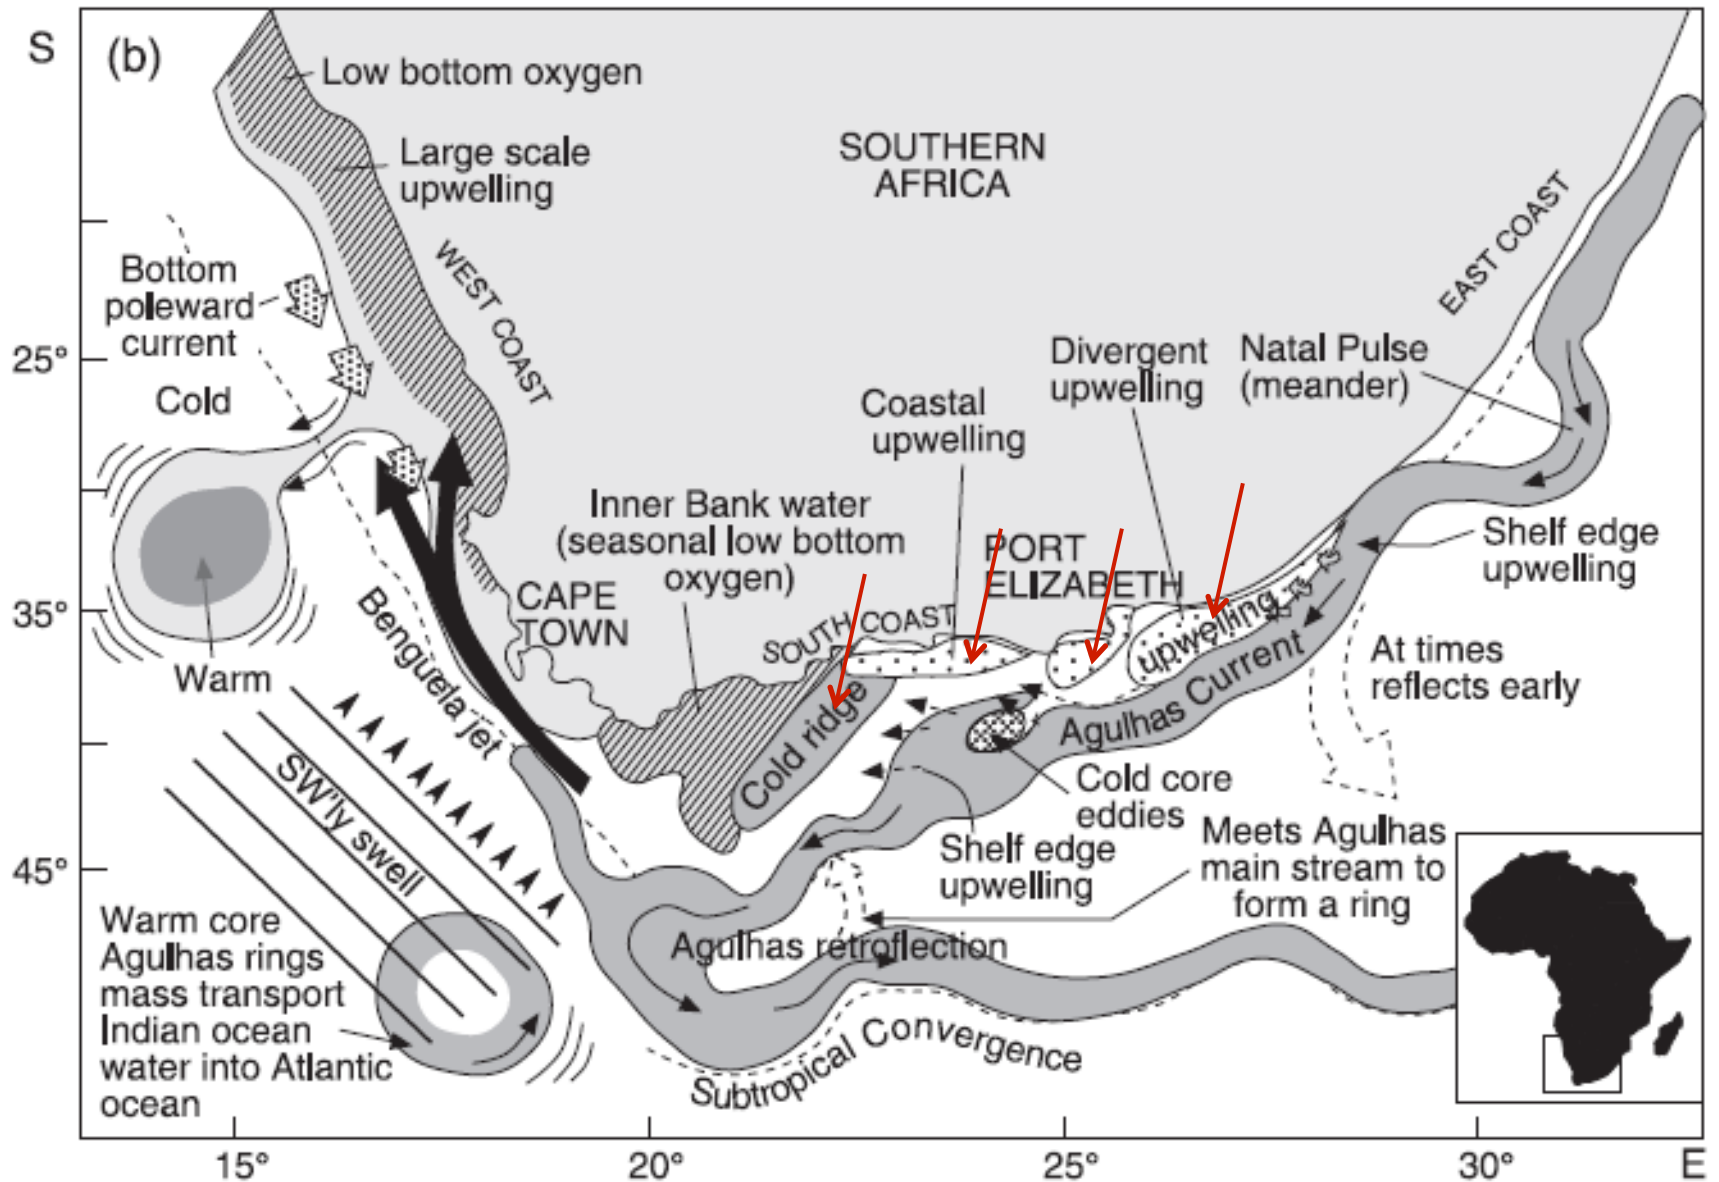 S
(b)
Low bottom oxygen
Large scale
upwelling
SOUTHERN
AFRICA
WEST COAST
EAST COAST
Bottom
poleward
current
25°
Cold
Divergent
upwelling
Natal Pulse
(meander)
Coastal
upwelling
Inner Bank water
(seasonal low bottom
oxygen)
PORT
ELIZABETH
Shelf edge
upwelling
35°
CAPE
TOWN
SOUTH COAST
upwelling
Benguela jet
Warm
At times
reflects early
Agulhas Current
Cold ridge
Cold core
eddies
SW'ly swell
Shelf edge
upwelling
Meets Agulhas
main stream to
form a ring
45°
Warm core
Agulhas rings
mass transport
Indian ocean
water into Atlantic
ocean
Agulhas retroflection
Subtropical Convergence
15°
20°
25°
30°
E